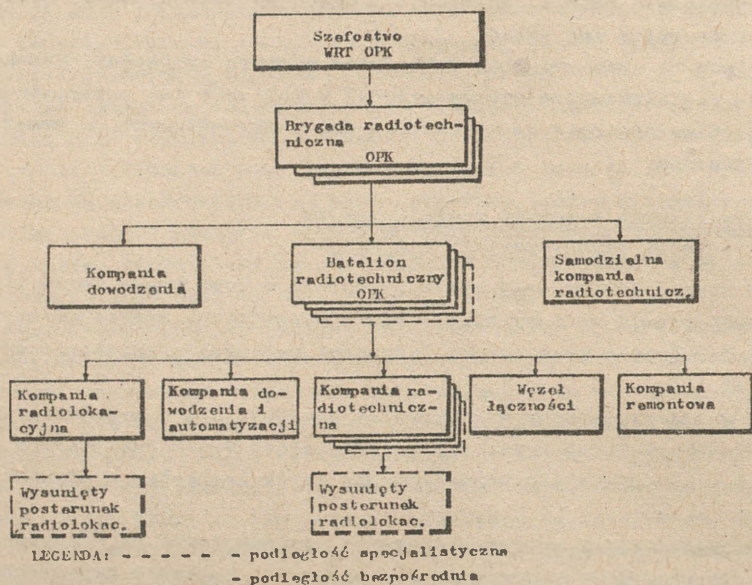 Szefostwo
WRT OPK
Brygada radiotech-
niczna
OPK
Kompania
dowodzenia
Batalion
radiotechniczny
OPK
Samodzielna
kompania
radiotechnicz.
Kompania
radioloka-
cyjna
Kompania do-
wodzenia i
automatyzacji
Kompania ra-
diotechnicz-
na
Węzeł
łączności
Kompania
remontowa
Wysunięty
posterunek
radiolokac.
Wysunięty
posterunek
radiolokac.
LEGENDA: - - - - - - podległość specjalistyczna
- podległość bezpośrednia